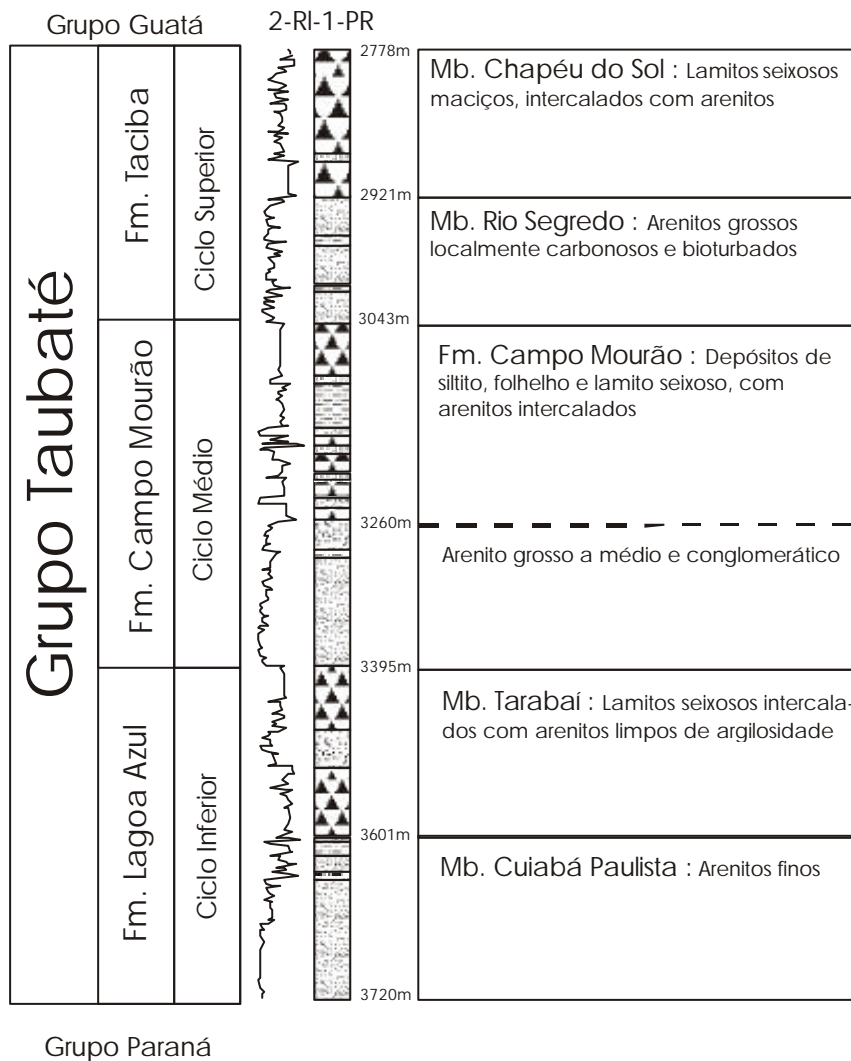 Grupo Guatá
2-RI-1-PR
Grupo Taubaté
Fm. Taciba
Ciclo Superior
Fm. Campo Mourão
Ciclo Médio
Fm. Lagoa Azul
Ciclo Inferior
2778m
Mb. Chapéu do Sol : Lamitos seixosos
maciços, intercalados com arenitos
2921m
Mb. Rio Segredo : Arenitos grossos
localmente carbonosos e bioturbados
3043m
Fm. Campo Mourão : Depósitos de
siltito, folhelho e lamito seixoso, com
arenitos intercalados
3260m
Arenito grosso a médio e conglomerático
3395m
Mb. Tarabaí : Lamitos seixosos intercala-
dos com arenitos limpos de argilosidade
3601m
Mb. Cuiabá Paulista : Arenitos finos
3720m
Grupo Paraná